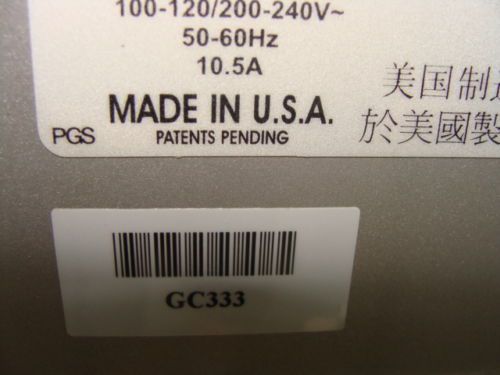 100-120/200-240V~
50-60Hz
10.5A
MADE IN U.S.A.
PATENTS PENDING
PGS
美国制造
於美國製
GC333